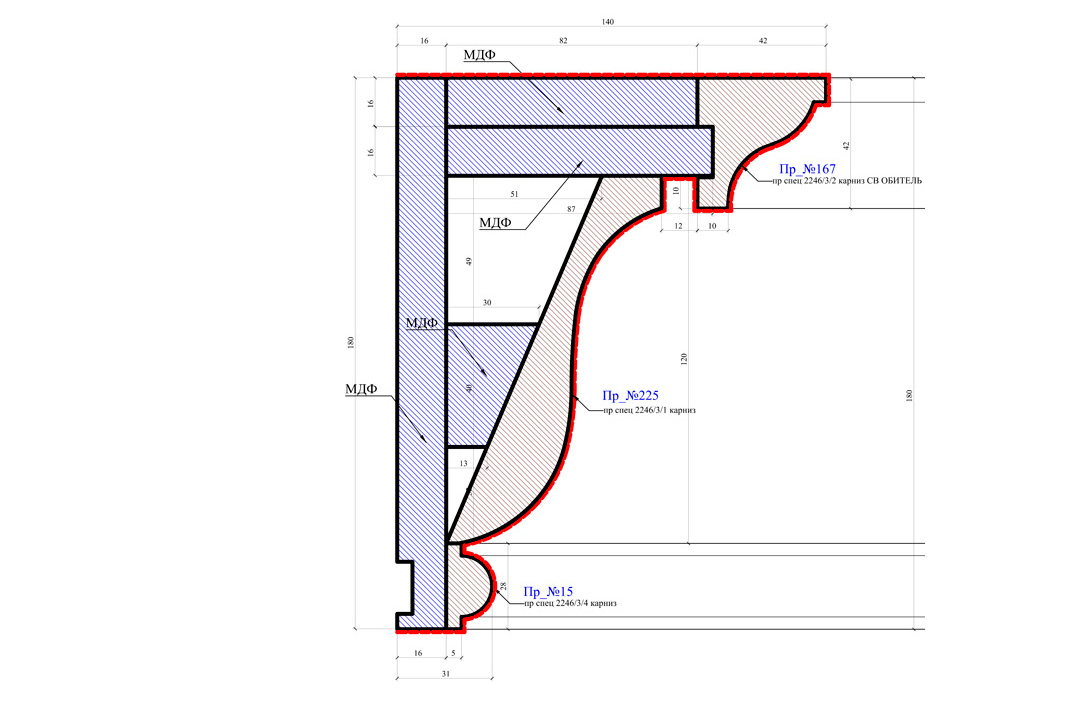 140
16
82
42
МДФ
16
42
16
Пр_№167
пр спец 2246/3/2 карниз СВ ОБИТЕЛЬ
51
10
87
МДФ
12
10
49
30
МДФ
180
120
МДФ
40
Пр_№225
пр спец 2246/3/1 карниз
180
13
28
Пр_№15
пр спец 2246/3/4 карниз
16
5
31